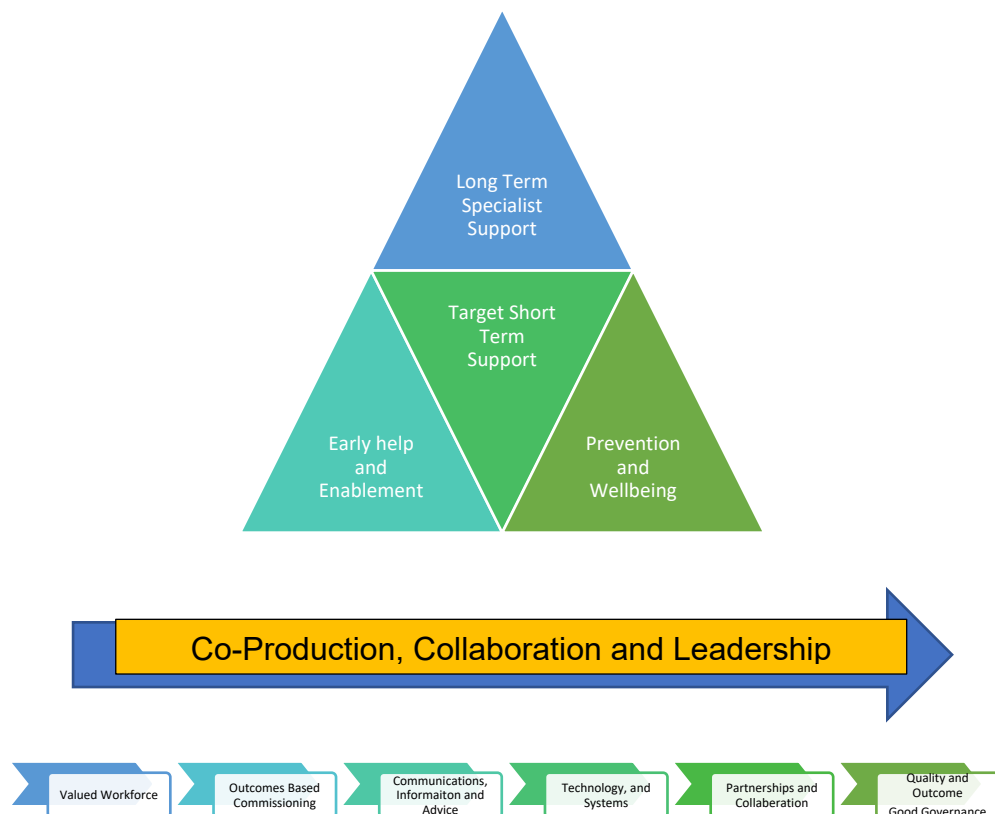 Long Term
Specialist
Support
Target Short
Term
Support
Early help
and
Enablement
Prevention
and
Wellbeing
Co-Production, Collaboration and Leadership
Valued Workforce
Outcomes Based
Commissioning
Communications,
Informaiton and
Advice
Technology, and
Systems
Partnerships and
Collaberation
Quality and
Outcome
Good Governance